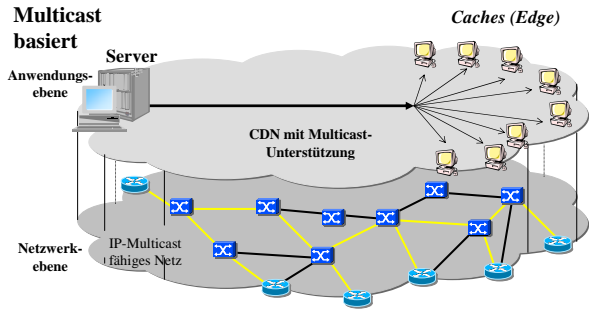 Multicast
basiert
Caches (Edge)
Server
Anwendungs-
ebene
CDN mit Multicast-
Unterstützung
Netzwerk-
ebene
IP-Multicast
fähiges Netz